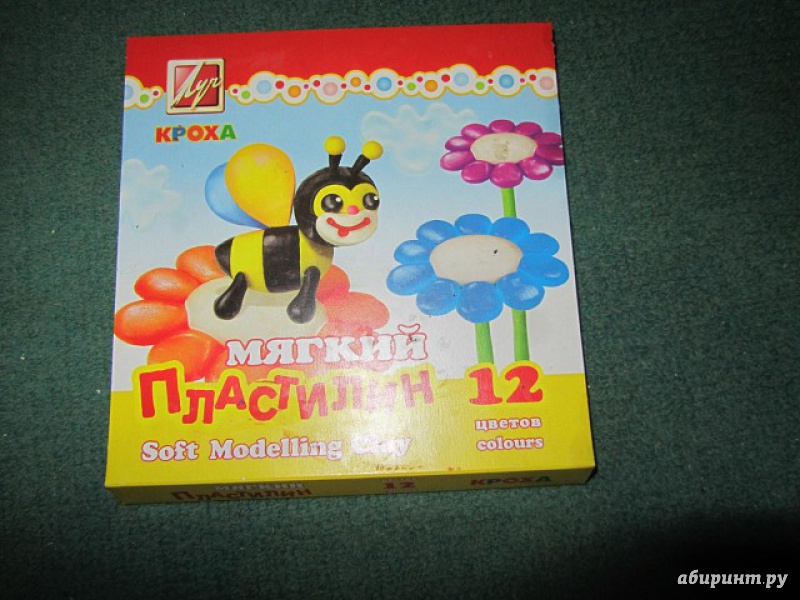 Луч
КРОХА
мягкий
Пластилин
12
цветов
colours
Soft Modelling Clay
мягкий
Пластилин 12 КРОХА
абиринт.ру